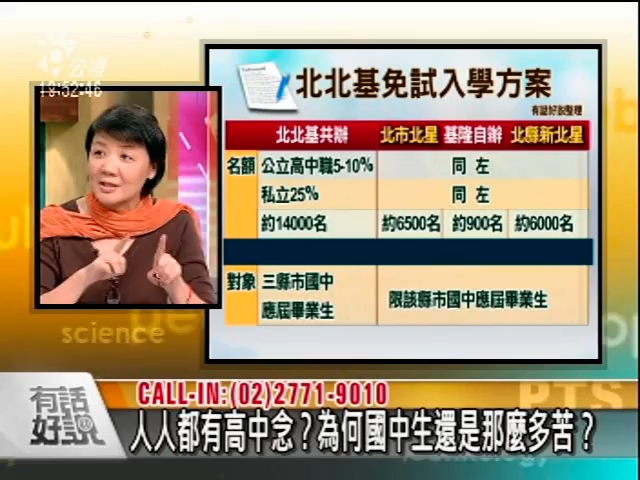 公視
18:52:46
北北基免試入學方案
有話好說整理
北北基共辦 北市北星 基隆自辦 北縣新北星
名額 公立高中職5-10% 同 左
私立25% 同 左
約14000名 約6500名 約900名 約6000名
對象 三縣市國中 限該縣市國中應屆畢業生
應屆畢業生
science
PTS
有話好說
CALL-IN:(02)2771-9010
人人都有高中念?為何國中生還是那麼多苦?